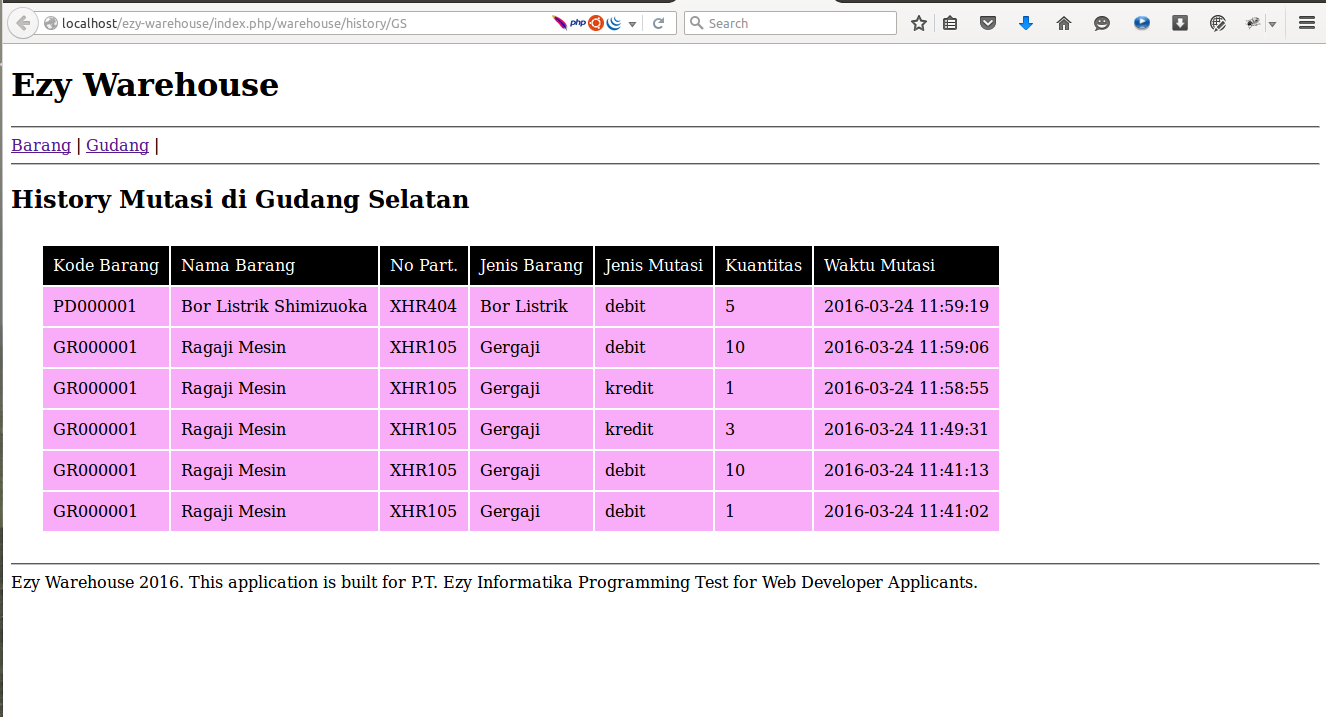 localhost/ezy-warehouse/index.php/warehouse/history/GS php Search
Ezy Warehouse
Barang | Gudang |
History Mutasi di Gudang Selatan
Kode Barang Nama Barang No Part. Jenis Barang Jenis Mutasi Kuantitas Waktu Mutasi
PD000001 Bor Listrik Shimizuoka XHR404 Bor Listrik debit 5 2016-03-24 11:59:19
GR000001 Ragaji Mesin XHR105 Gergaji debit 10 2016-03-24 11:59:06
GR000001 Ragaji Mesin XHR105 Gergaji kredit 1 2016-03-24 11:58:55
GR000001 Ragaji Mesin XHR105 Gergaji kredit 3 2016-03-24 11:49:31
GR000001 Ragaji Mesin XHR105 Gergaji debit 10 2016-03-24 11:41:13
GR000001 Ragaji Mesin XHR105 Gergaji debit 1 2016-03-24 11:41:02
Ezy Warehouse 2016. This application is built for P.T. Ezy Informatika Programming Test for Web Developer Applicants.